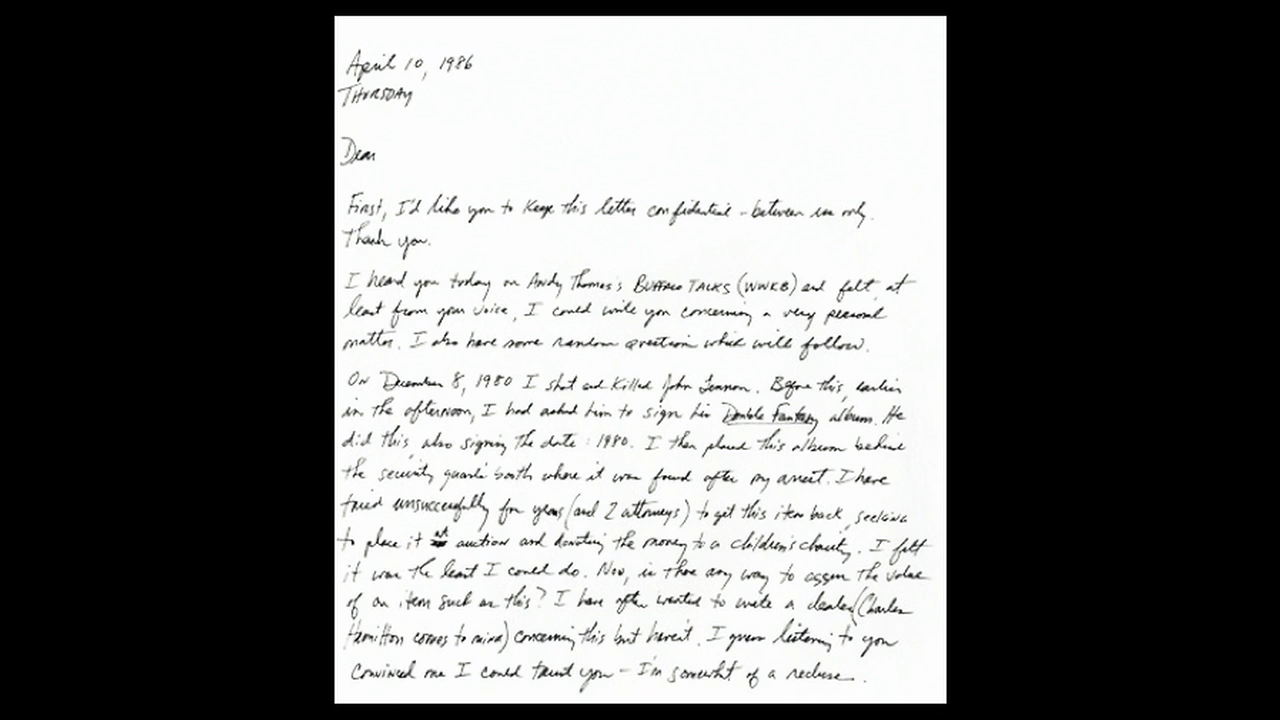 April 10, 1986
THURSDAY
Dear
First, I'd like you to keep this letter confidential - between us only.
Thank you.
I heard you today on Andy Thomas's BUFFALO TALKS (WWKB) and felt, at
least from your voice, I could write you concerning a very personal
matter. I also have some random question which will follow.
On December 8, 1980 I shot and killed John Lennon. Before this, earlier
in the afternoon, I had asked him to sign his Double Fantasy album. He
did this, also signing the date: 1980. I then placed this album behind
the security guard's booth where it was found after my arrest. I have
tried unsuccessfully for years (and 2 attorneys) to get this item back, seeking
to place it at auction and donating the money to a children's charity. I felt
it was the least I could do. Now, is there any way to assess the value
of an item such as this? I have often wanted to write a dealer (Charles
Hamilton comes to mind) concerning this but haven't. I guess listening to you
convinced me I could trust you - I'm somewhat of a recluse.